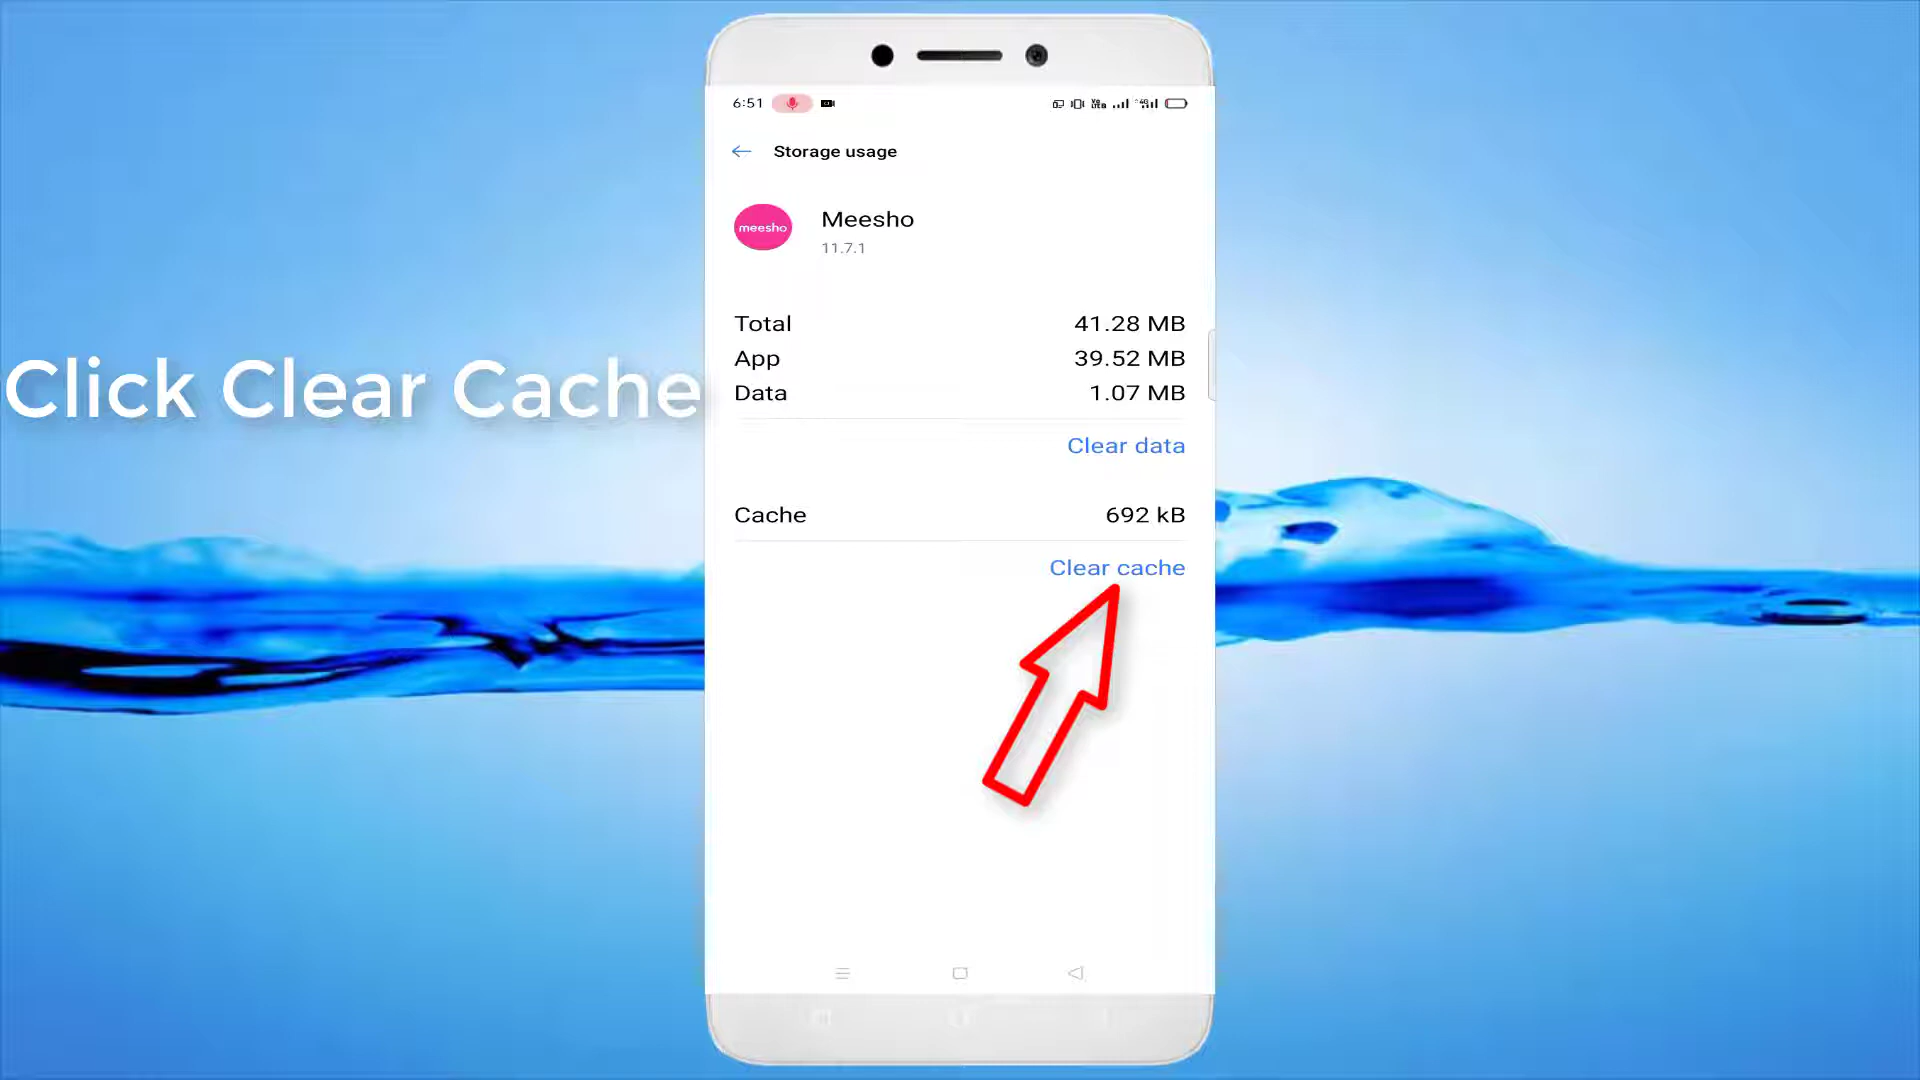 6:51
Storage usage
meesho
Meesho
11.7.1
Total 41.28 MB
App 39.52 MB
Data 1.07 MB
Click Clear Cache
Clear data
Cache 692 kB
Clear cache